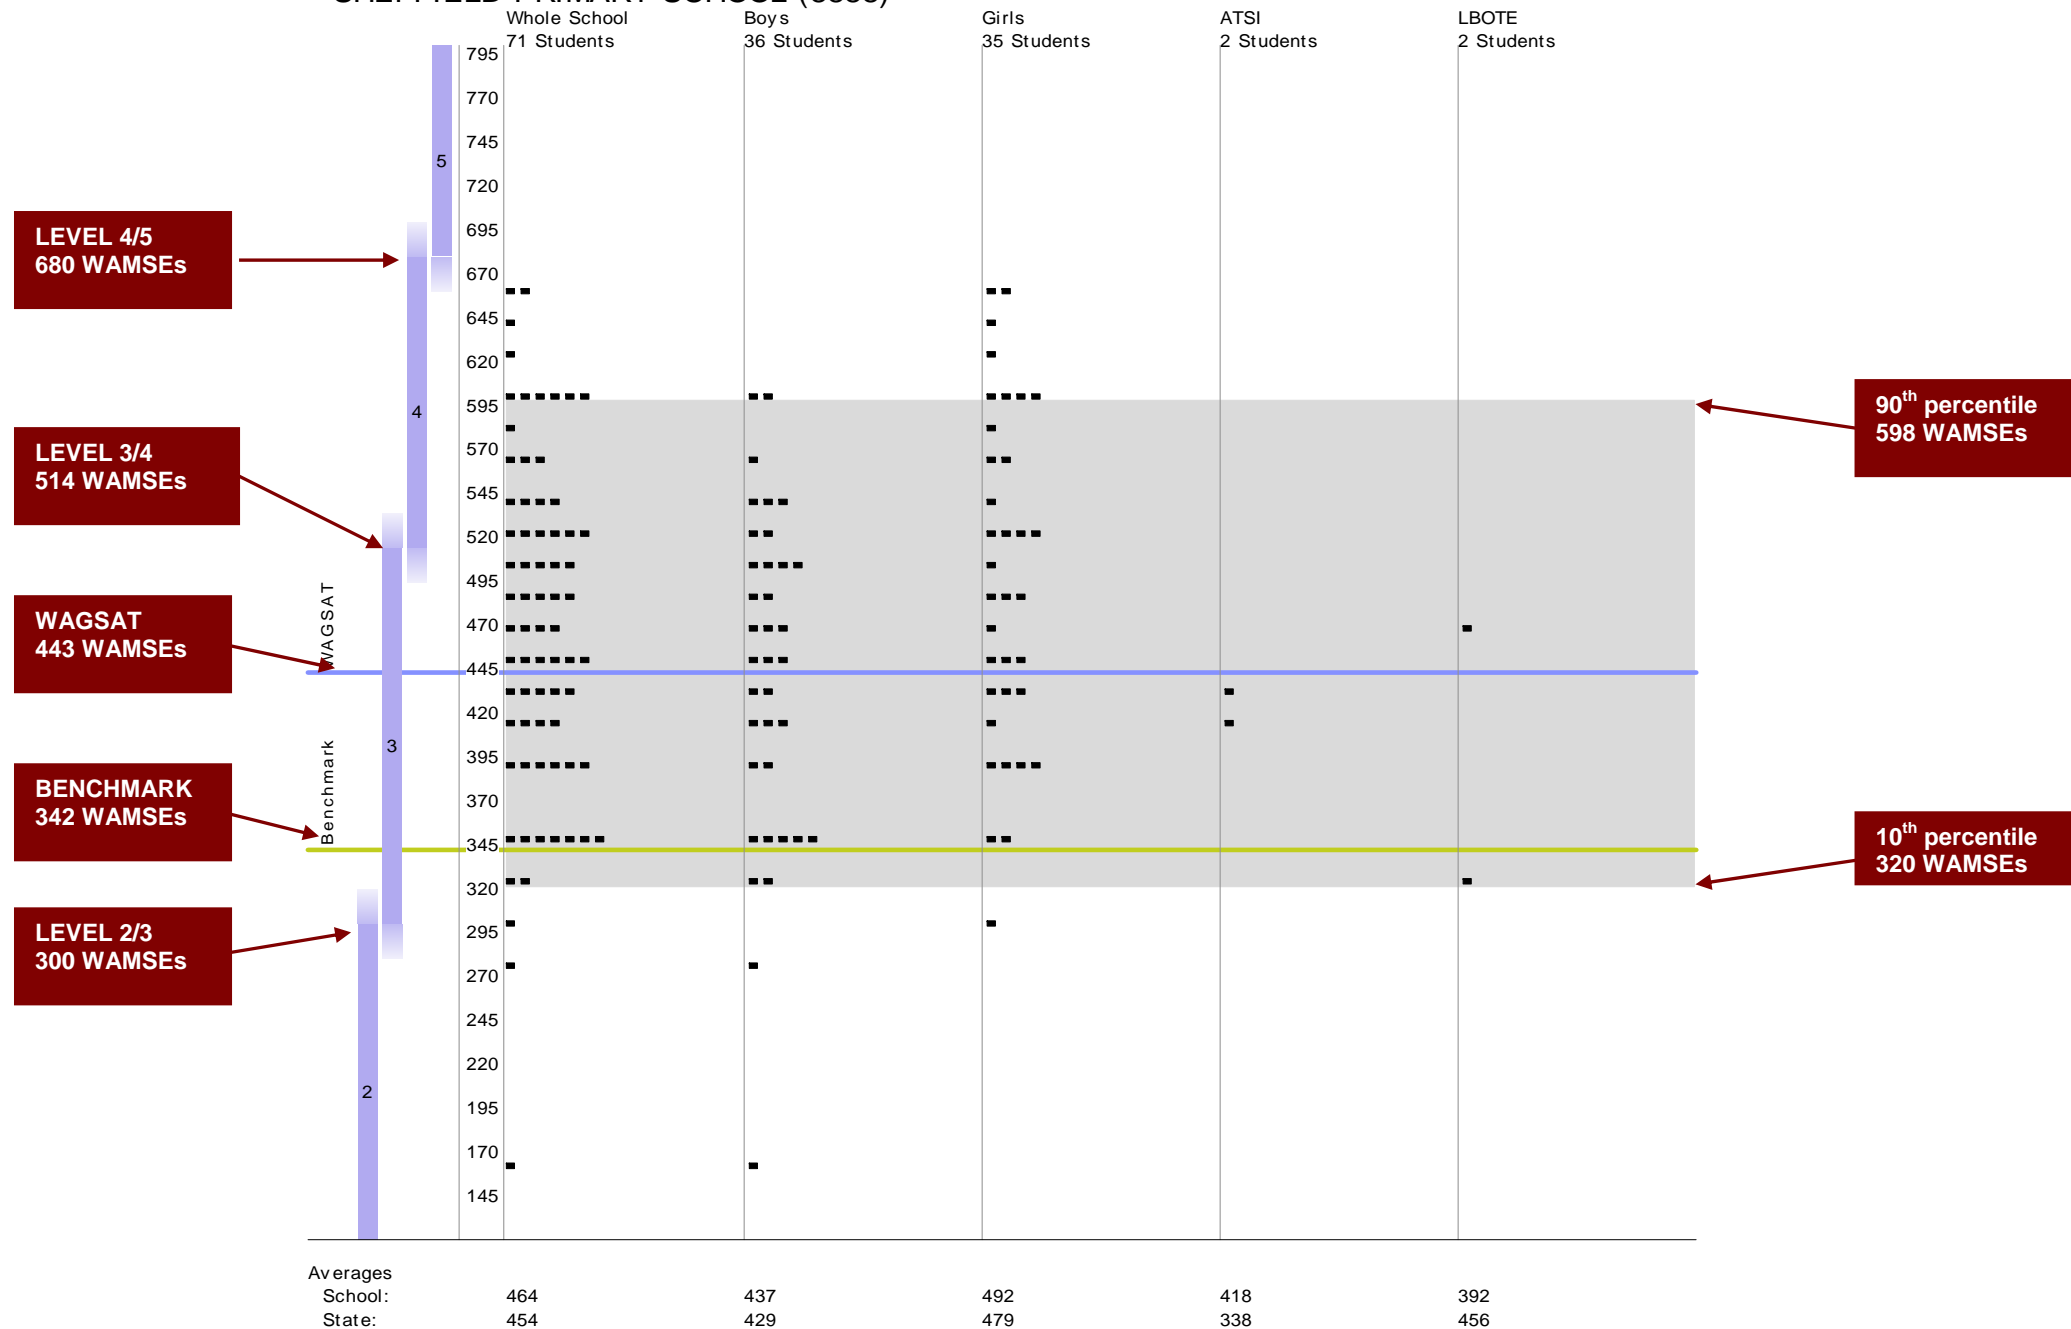 SHEFFIELD PRIMARY SCHOOL
Whole School
71 Students
Boys
36 Students
Girls
35 Students
ATSI
2 Students
LBOTE
2 Students
795
770
745
720
695
670
645
620
595
570
545
520
495
470
445
420
395
370
345
320
295
270
245
220
195
170
145
5
4
3
2
WAGSAT
Benchmark
LEVEL 4/5
680 WAMSEs
LEVEL 3/4
514 WAMSEs
WAGSAT
443 WAMSEs
BENCHMARK
342 WAMSEs
LEVEL 2/3
300 WAMSEs
90th percentile
598 WAMSEs
10th percentile
320 WAMSEs
Averages
School: 464 437 492 418 392
State: 454 429 479 338 456